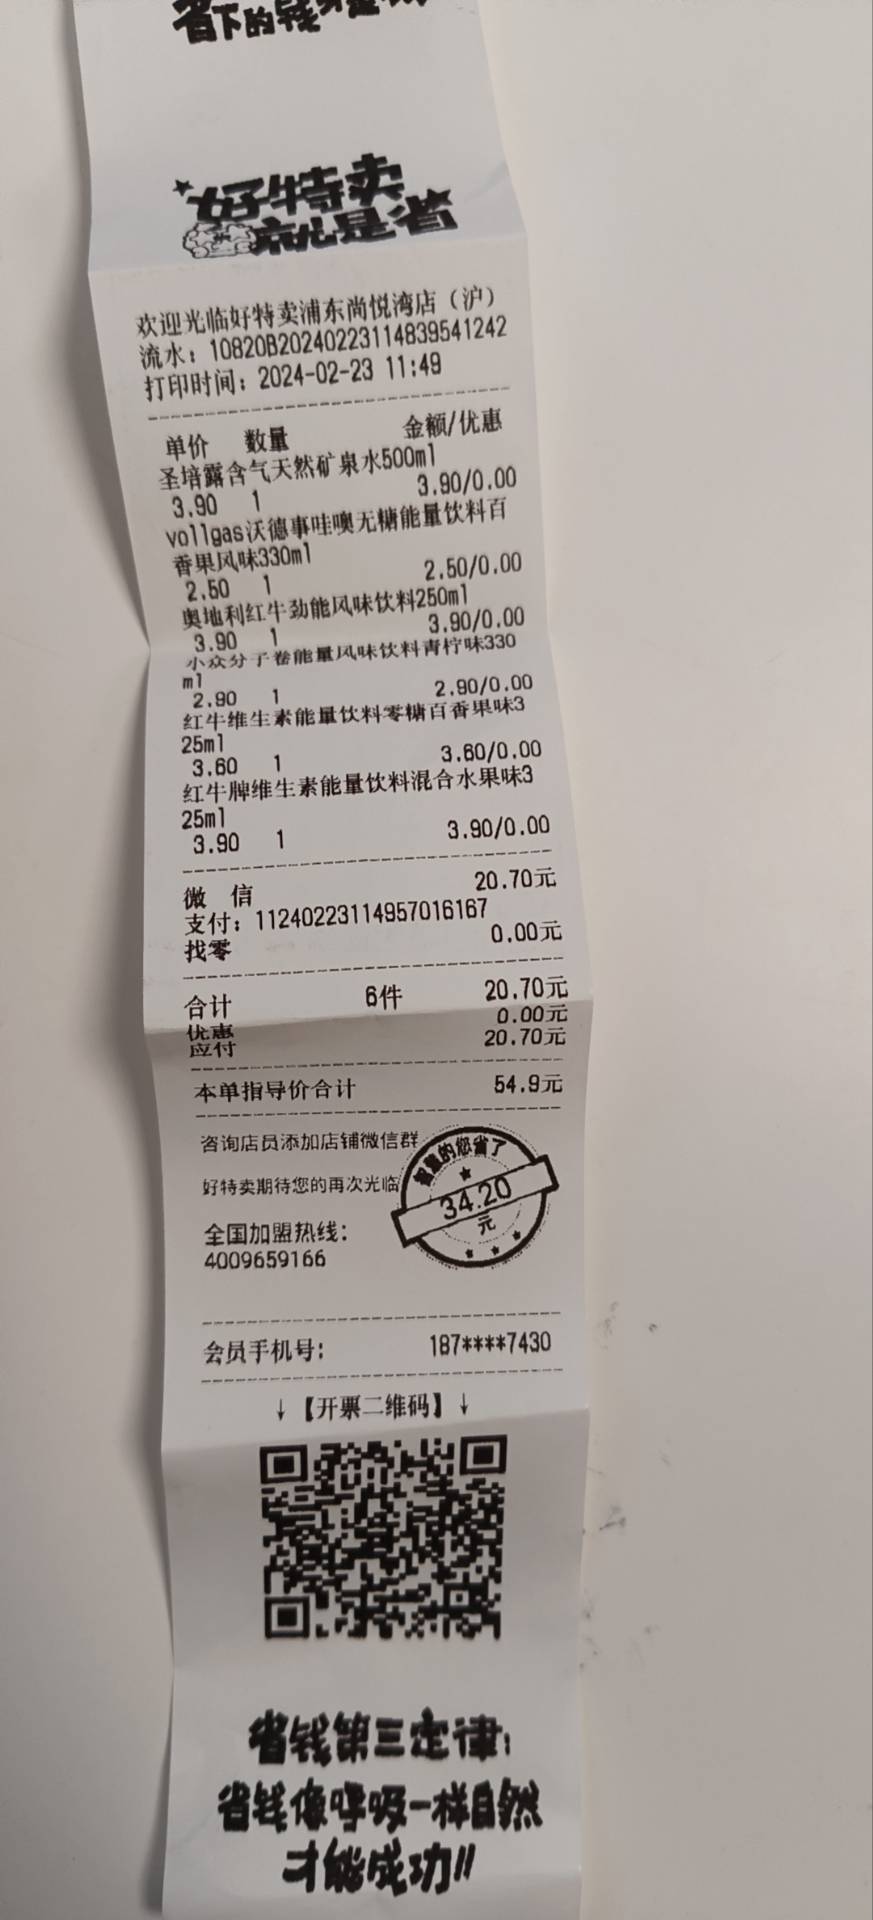 省下的钱
好特卖
就是省
欢迎光临好特卖浦东尚悦湾店（沪）
流水：10820B20240223114839541242
打印时间：2024-02-23 11:49
单价 数量 金额/优惠
圣培露含气天然矿泉水500ml
3.90 1 3.90/0.00
vollgas沃德事哇噢无糖能量饮料百
香果风味330ml
2.50 1 2.50/0.00
奥地利红牛劲能风味饮料250ml
3.90 1 3.90/0.00
小众分子卷能量风味饮料青柠味330
ml
2.90 1 2.90/0.00
红牛维生素能量饮料零糖百香果味3
25ml
3.60 1 3.60/0.00
红牛牌维生素能量饮料混合水果味3
25ml
3.90 1 3.90/0.00
微 信 20.70元
支付：11240223114957016167
找零 0.00元
合计 6件 20.70元
优惠 0.00元
应付 20.70元
本单指导价合计 54.9元
咨询店员添加店铺微信群
好特卖期待您的再次光临
智慧的您省了
34.20
元
全国加盟热线：
4009659166
会员手机号： 187****7430
↓【开票二维码】↓
省钱第三定律：
省钱像呼吸一样自然
才能成功!!